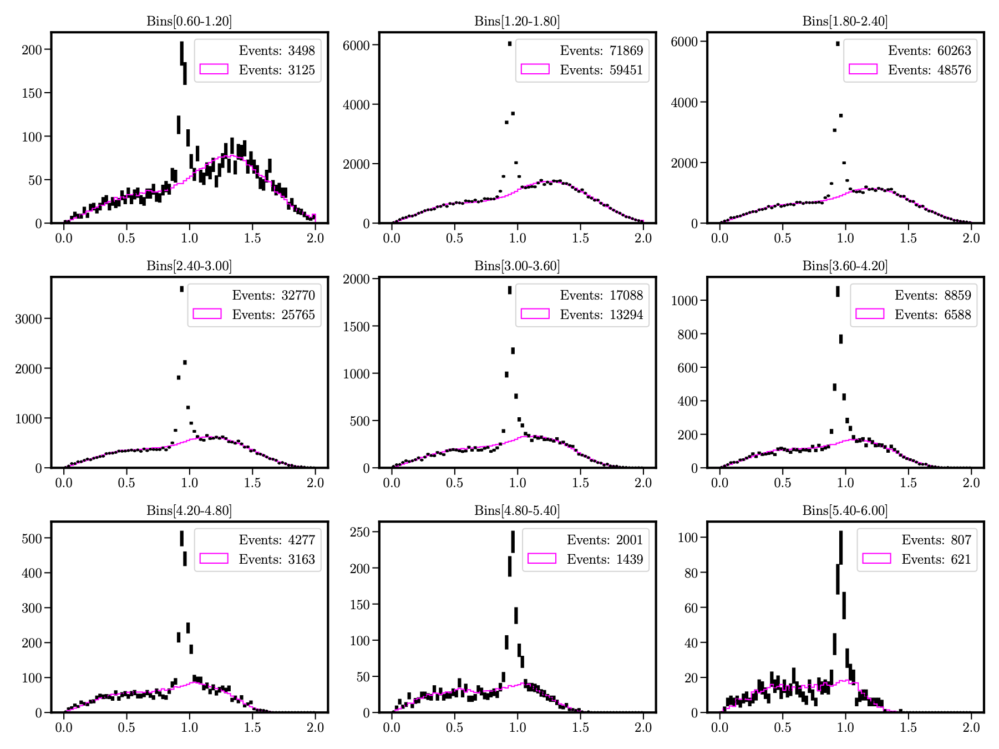 Bins[0.60-1.20]
200
150
100
50
0
0.0 0.5 1.0 1.5 2.0
Events: 3498
Events: 3125
Bins[1.20-1.80]
6000
4000
2000
0
0.0 0.5 1.0 1.5 2.0
Events: 71869
Events: 59451
Bins[1.80-2.40]
6000
4000
2000
0
0.0 0.5 1.0 1.5 2.0
Events: 60263
Events: 48576
Bins[2.40-3.00]
3000
2000
1000
0
0.0 0.5 1.0 1.5 2.0
Events: 32770
Events: 25765
Bins[3.00-3.60]
2000
1500
1000
500
0
0.0 0.5 1.0 1.5 2.0
Events: 17088
Events: 13294
Bins[3.60-4.20]
1000
800
600
400
200
0
0.0 0.5 1.0 1.5 2.0
Events: 8859
Events: 6588
Bins[4.20-4.80]
500
400
300
200
100
0
0.0 0.5 1.0 1.5 2.0
Events: 4277
Events: 3163
Bins[4.80-5.40]
250
200
150
100
50
0
0.0 0.5 1.0 1.5 2.0
Events: 2001
Events: 1439
Bins[5.40-6.00]
100
80
60
40
20
0
0.0 0.5 1.0 1.5 2.0
Events: 807
Events: 621